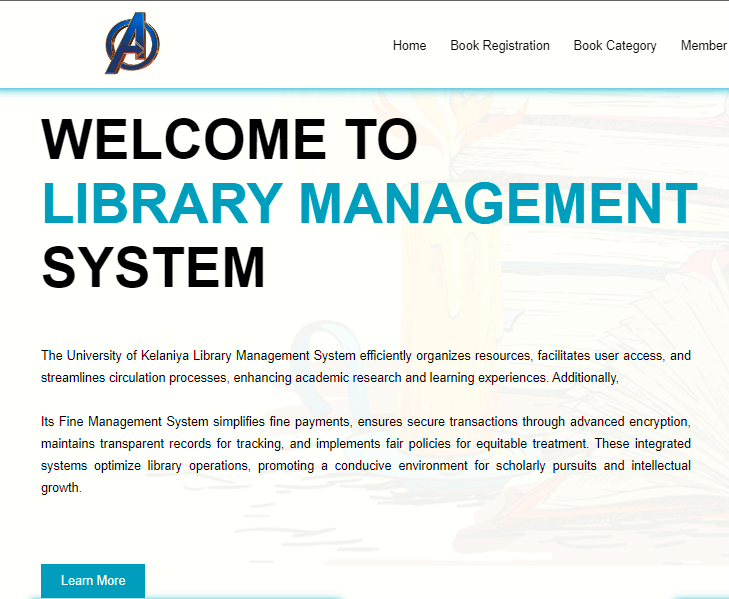 Home Book Registration Book Category Member
WELCOME TO
LIBRARY MANAGEMENT
SYSTEM
The University of Kelaniya Library Management System efficiently organizes resources, facilitates user access, and
streamlines circulation processes, enhancing academic research and learning experiences. Additionally,
Its Fine Management System simplifies fine payments, ensures secure transactions through advanced encryption,
maintains transparent records for tracking, and implements fair policies for equitable treatment. These integrated
systems optimize library operations, promoting a conducive environment for scholarly pursuits and intellectual
growth.
Learn More